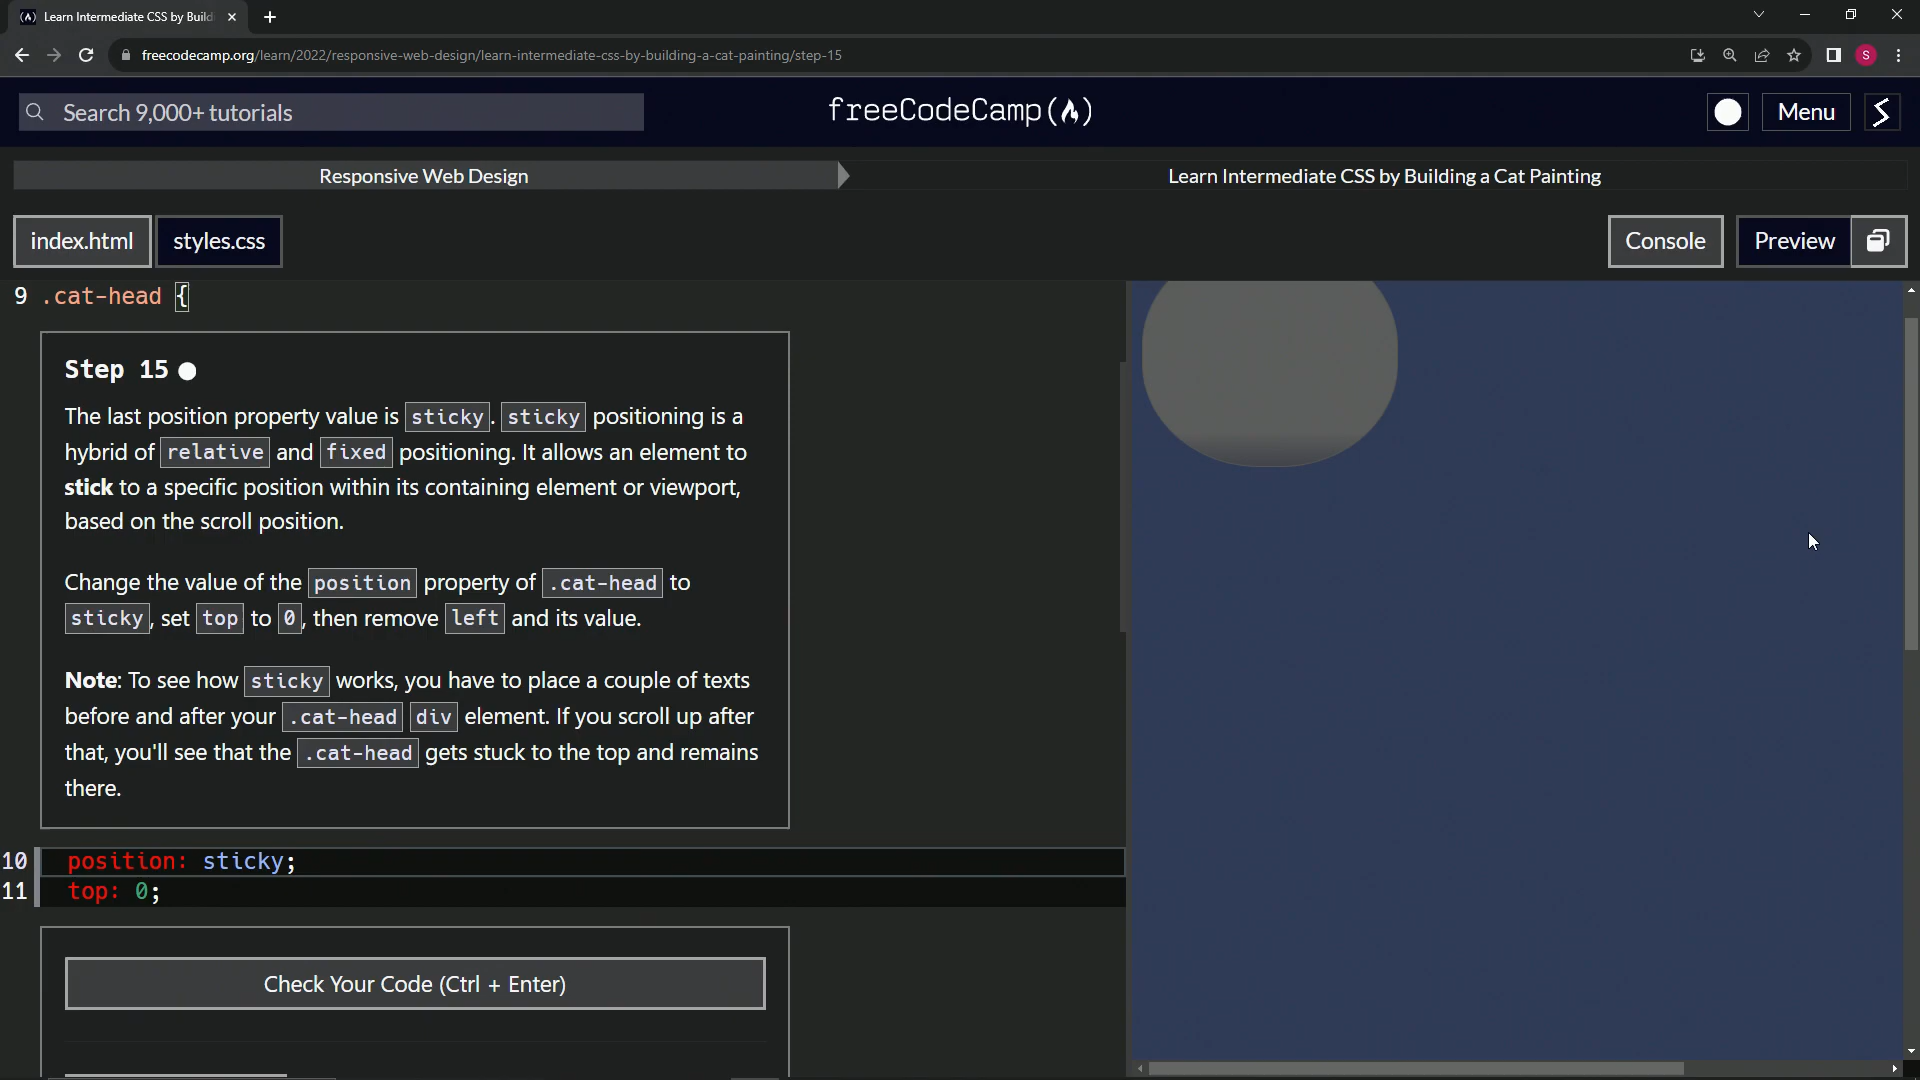 Learn Intermediate CSS by Build
freecodecamp.org/learn/2022/responsive-web-design/learn-intermediate-css-by-building-a-cat-painting/step-15
S
Search 9,000+ tutorials
freeCodeCamp
Menu
Responsive Web Design
Learn Intermediate CSS by Building a Cat Painting
index.html
styles.css
Console
Preview
9 .cat-head {
Step 15
The last position property value is sticky. sticky positioning is a
hybrid of relative and fixed positioning. It allows an element to
stick to a specific position within its containing element or viewport,
based on the scroll position.
Change the value of the position property of .cat-head to
sticky, set top to 0, then remove left and its value.
Note: To see how sticky works, you have to place a couple of texts
before and after your .cat-head div element. If you scroll up after
that, you'll see that the .cat-head gets stuck to the top and remains
there.
10 position: sticky;
11 top: 0;
Check Your Code (Ctrl + Enter)